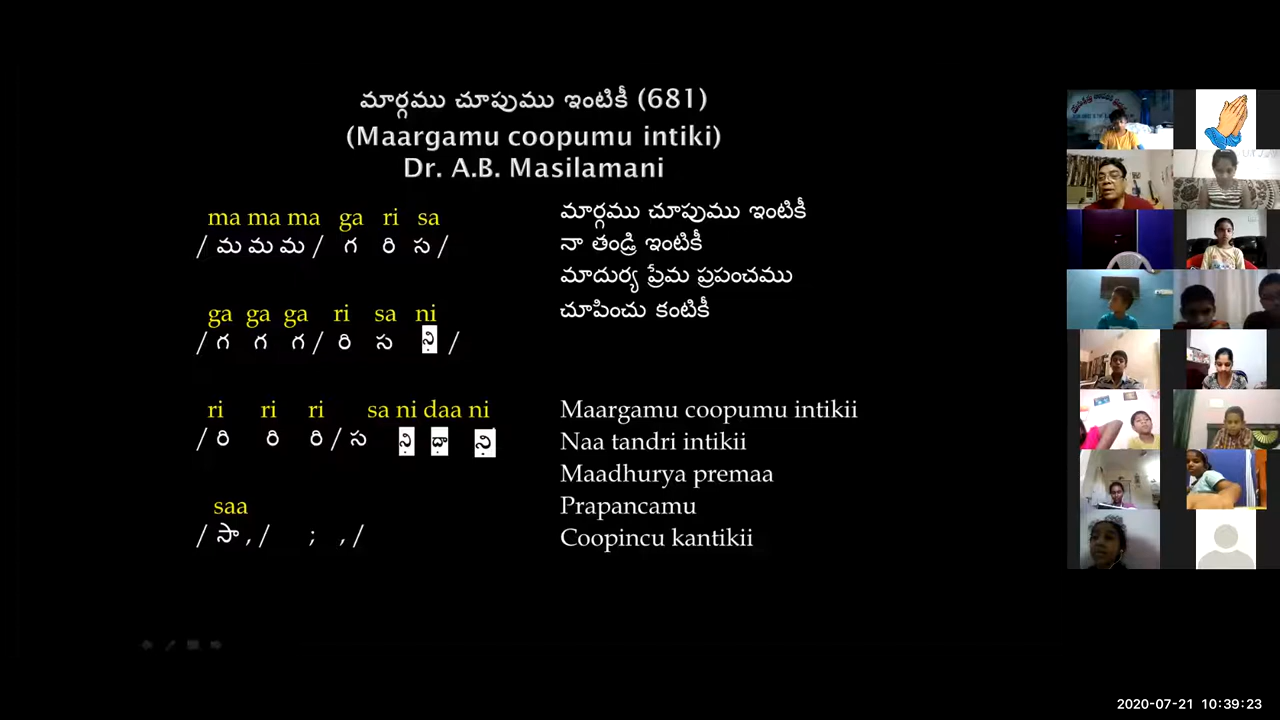 మార్గము చూపుము ఇంటికీ (681)
(Maargamu coopumu intiki)
Dr. A.B. Masilamani
ma ma ma ga ri sa
/ మ మ మ / గ రి స /
ga ga ga ri sa ni
/ గ గ గ / రి స ని /
ri ri ri sa ni daa ni
/ రి రి రి / స ని దా ని
saa
/ సా , / ; , /
మార్గము చూపుము ఇంటికీ
నా తండ్రి ఇంటికీ
మాదుర్య ప్రేమ ప్రపంచము
చూపించు కంటికీ
Maargamu coopumu intikii
Naa tandri intikii
Maadhurya premaa
Prapancamu
Coopincu kantikii
2020-07-21 10:39:23